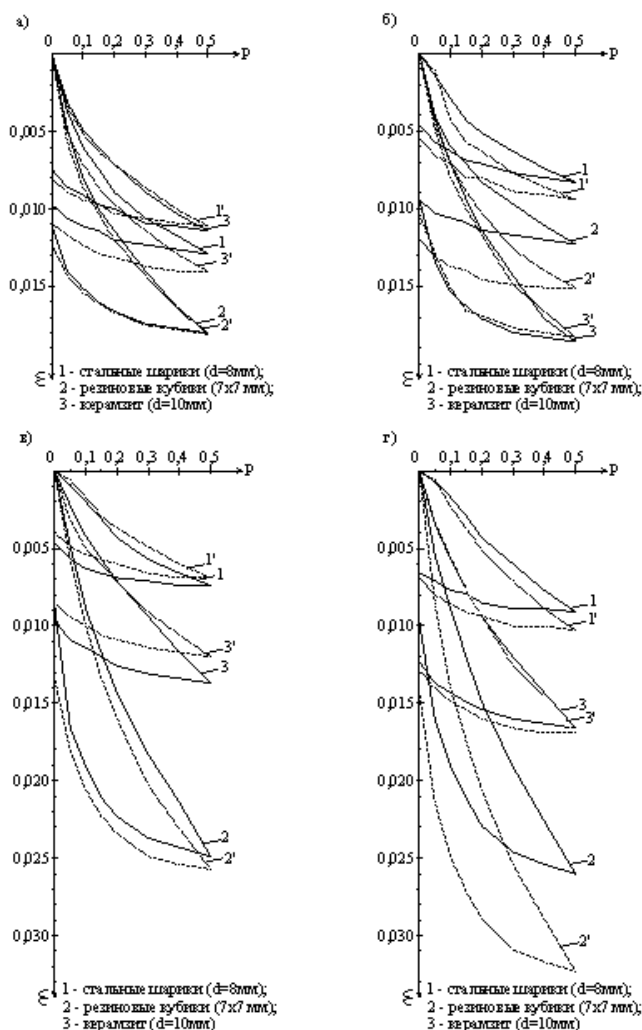 а)
0 0,1 0,2 0,3 0,4 0,5 p
0,005
0,010
0,015
ε
1'
3
1
3'
2
2'
1 - стальные шарики (d=8мм);
2 - резиновые кубики (7x7 мм);
3 - керамзит (d=10мм)
б)
0 0,1 0,2 0,3 0,4 0,5 p
0,005
0,010
0,015
ε
1
1'
2
2'
3'
3
1 - стальные шарики (d=8мм);
2 - резиновые кубики (7x7 мм);
3 - керамзит (d=10мм)
в)
0 0,1 0,2 0,3 0,4 0,5 p
0,005
0,010
0,015
0,020
0,025
0,030
ε
1'
1
3'
3
2
2'
1 - стальные шарики (d=8мм);
2 - резиновые кубики (7x7 мм);
3 - керамзит (d=10мм)
г)
0 0,1 0,2 0,3 0,4 0,5 p
0,005
0,010
0,015
0,020
0,025
0,030
ε
1
1'
3
3'
2
2'
1 - стальные шарики (d=8мм);
2 - резиновые кубики (7x7 мм);
3 - керамзит (d=10мм)